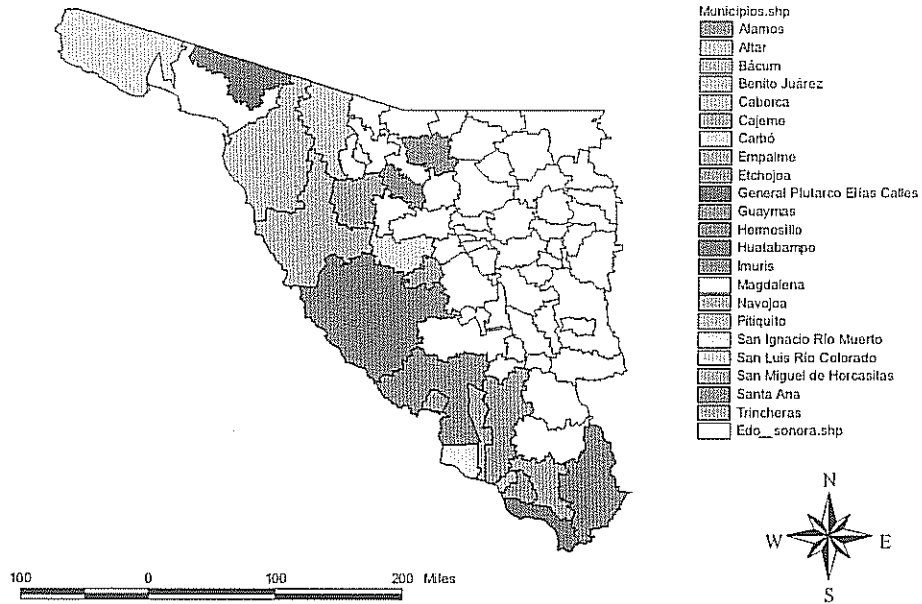 Municipios.shp
Alamos
Altar
Bácum
Benito Juárez
Caborca
Cajeme
Carbó
Empalme
Etchojoa
General Plutarco Elías Calles
Guaymas
Hermosillo
Huatabampo
Imuris
Magdalena
Navojoa
Pitiquito
San Ignacio Río Muerto
San Luis Río Colorado
San Miguel de Horcasitas
Santa Ana
Trincheras
Edo__sonora.shp
N
W E
S
100 0 100 200 Miles